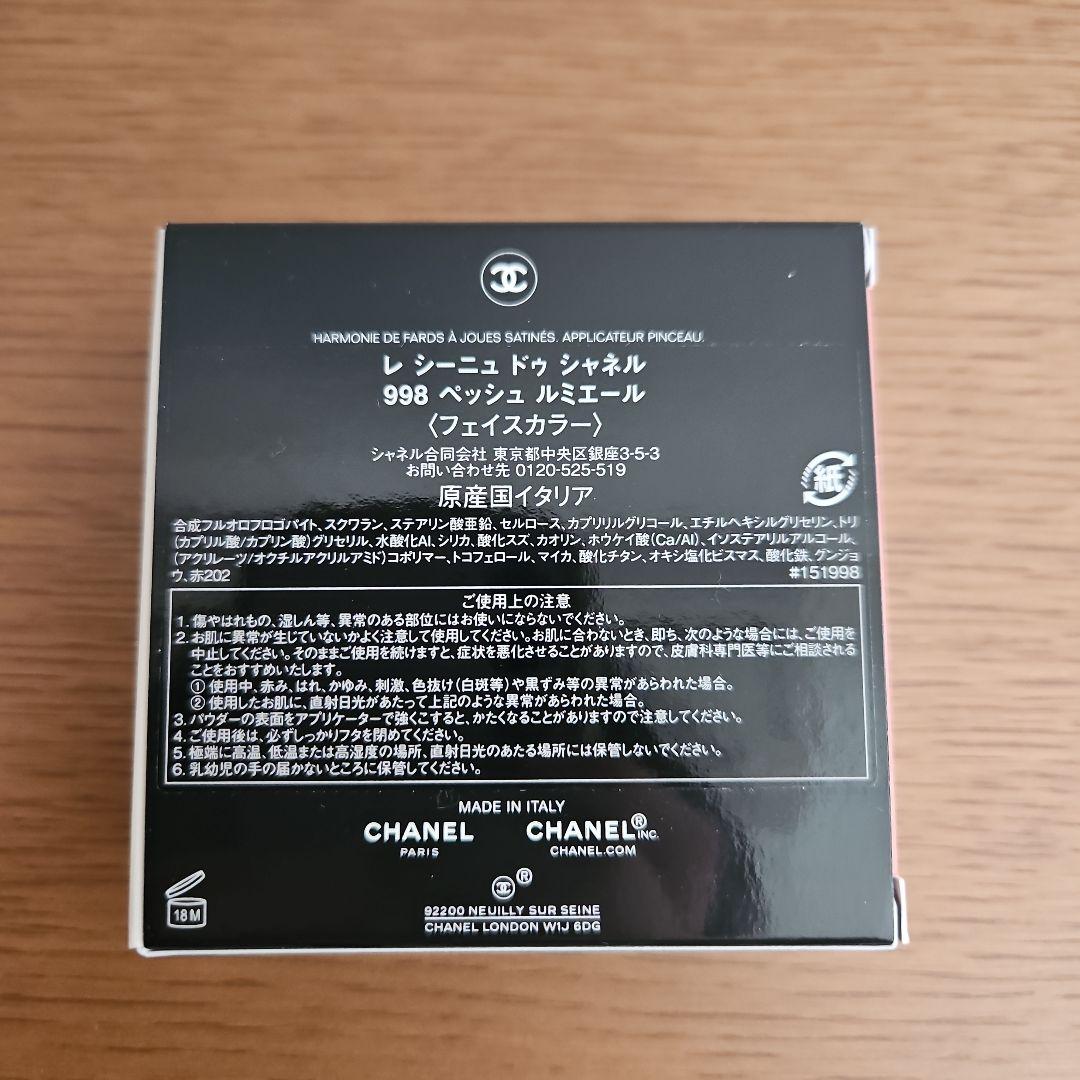 HARMONIE DE FARDS À JOUES SATINÉS. APPLICATEUR PINCEAU.
レ シーニュ ドゥ シャネル
998 ペッシュ ルミエール
〈フェイスカラー〉
シャネル合同会社 東京都中央区銀座3-5-3
お問い合わせ先 0120-525-519
原産国イタリア
紙
合成フルオロフロゴパイト、スクワラン、ステアリン酸亜鉛、セルロース、カプリリルグリコール、エチルヘキシルグリセリン、トリ
(カプリル酸/カプリン酸)グリセリル、水酸化Al、シリカ、酸化スズ、カオリン、ホウケイ酸(Ca/Al)、イソステアリルアルコール、
(アクリレーツ/オクチルアクリルアミド)コポリマー、トコフェロール、マイカ、酸化チタン、オキシ塩化ビスマス、酸化鉄、グンジョ
ウ、赤202
#151998
ご使用上の注意
1. 傷やはれもの、湿しん等、異常のある部位にはお使いにならないでください。
2. お肌に異常が生じていないかよく注意して使用してください。お肌に合わないとき、即ち、次のような場合には、ご使用を
中止してください。そのままご使用を続けますと、症状を悪化させることがありますので、皮膚科専門医等にご相談される
ことをおすすめいたします。
① 使用中、赤み、はれ、かゆみ、刺激、色抜け(白斑等)や黒ずみ等の異常があらわれた場合。
② 使用したお肌に、直射日光があたって上記のような異常があらわれた場合。
3. パウダーの表面をアプリケーターで強くこすると、かたくなることがありますので注意してください。
4. ご使用後は、必ずしっかりフタを閉めてください。
5. 極端に高温、低温または高湿度の場所、直射日光のあたる場所には保管しないでください。
6. 乳幼児の手の届かないところに保管してください。
MADE IN ITALY
CHANEL CHANEL® INC.
PARIS CHANEL.COM
®
18 M
92200 NEUILLY SUR SEINE
CHANEL LONDON W1J 6DG